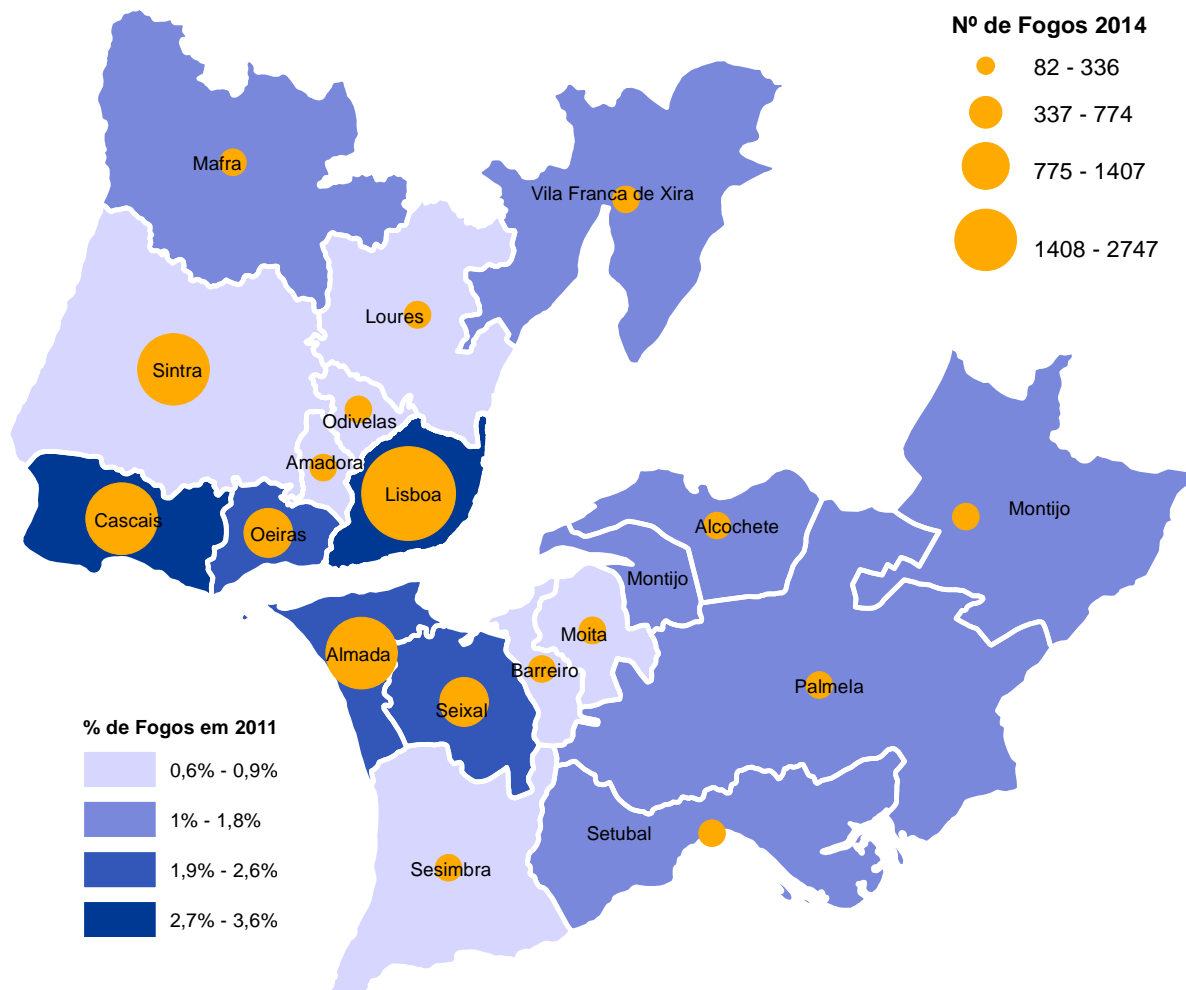 Nº de Fogos 2014
82 - 336
337 - 774
775 - 1407
1408 - 2747
Mafra
Vila Franca de Xira
Loures
Sintra
Odivelas
Amadora
Lisboa
Cascais
Oeiras
Montijo
Alcochete
Montijo
Moita
Almada
Barreiro
Palmela
Seixal
% de Fogos em 2011
0,6% - 0,9%
1% - 1,8%
1,9% - 2,6%
2,7% - 3,6%
Setubal
Sesimbra